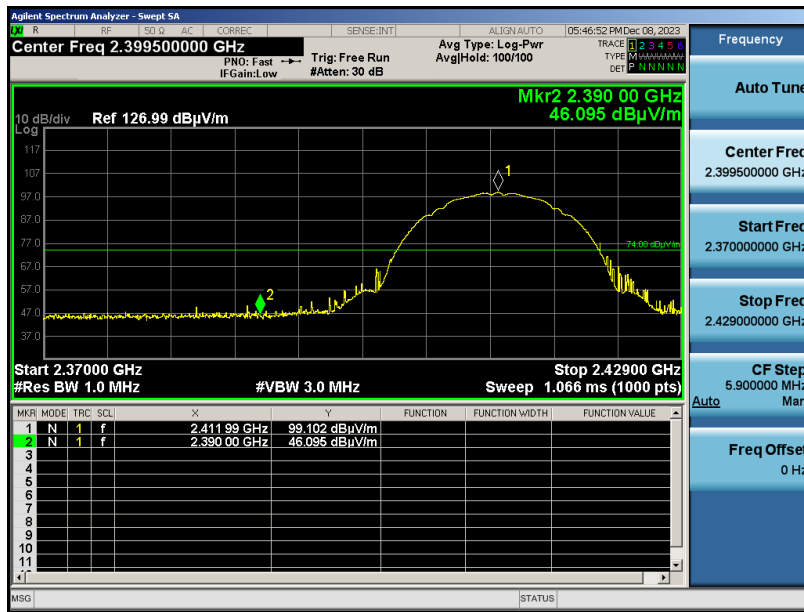 Agilent Spectrum Analyzer - Swept SA
LXI R RF 50 Ω AC CORREC SENSE:INT ALIGN AUTO 05:46:52 PM Dec 08, 2023
Center Freq 2.399500000 GHz
PNO: Fast
IFGain:Low
Trig: Free Run
#Atten: 30 dB
Avg Type: Log-Pwr
Avg|Hold: 100/100
TRACE 1 2 3 4 5 6
TYPE M
DET P N N N N N
Mkr2 2.390 00 GHz
46.095 dBµV/m
10 dB/div Ref 126.99 dBµV/m
Log
117
107
97.0
87.0
77.0
67.0
57.0
47.0
37.0
1
2
74.00 dBµV/m
Start 2.37000 GHz Stop 2.42900 GHz
#Res BW 1.0 MHz #VBW 3.0 MHz Sweep 1.066 ms (1000 pts)
MKR MODE TRC SCL X Y FUNCTION FUNCTION WIDTH FUNCTION VALUE
1 N 1 f 2.411 99 GHz 99.102 dBµV/m
2 N 1 f 2.390 00 GHz 46.095 dBµV/m
3
4
5
6
7
8
9
10
11
MSG STATUS
Frequency
Auto Tune
Center Freq
2.399500000 GHz
Start Freq
2.370000000 GHz
Stop Freq
2.429000000 GHz
CF Step
5.900000 MHz
Auto Man
Freq Offset
0 Hz